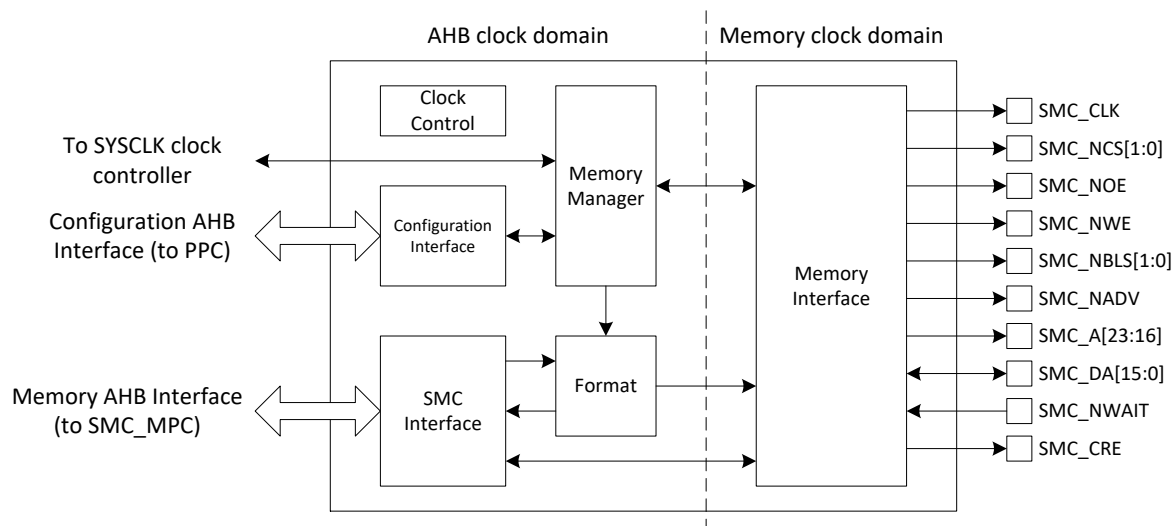 AHB clock domain
Memory clock domain
Clock
Control
To SYSCLK clock
controller
Memory
Manager
Configuration AHB
Interface (to PPC)
Configuration
Interface
Memory
Interface
Memory AHB Interface
(to SMC_MPC)
SMC
Interface
Format
SMC_CLK
SMC_NCS[1:0]
SMC_NOE
SMC_NWE
SMC_NBLS[1:0]
SMC_NADV
SMC_A[23:16]
SMC_DA[15:0]
SMC_NWAIT
SMC_CRE